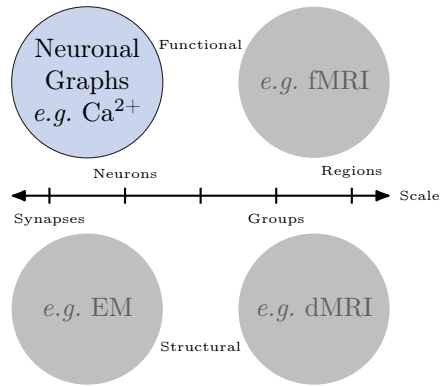 Neuronal
Graphs
e.g. Ca²⁺
Functional
e.g. fMRI
Neurons
Regions
Scale
Synapses
Groups
e.g. EM
e.g. dMRI
Structural